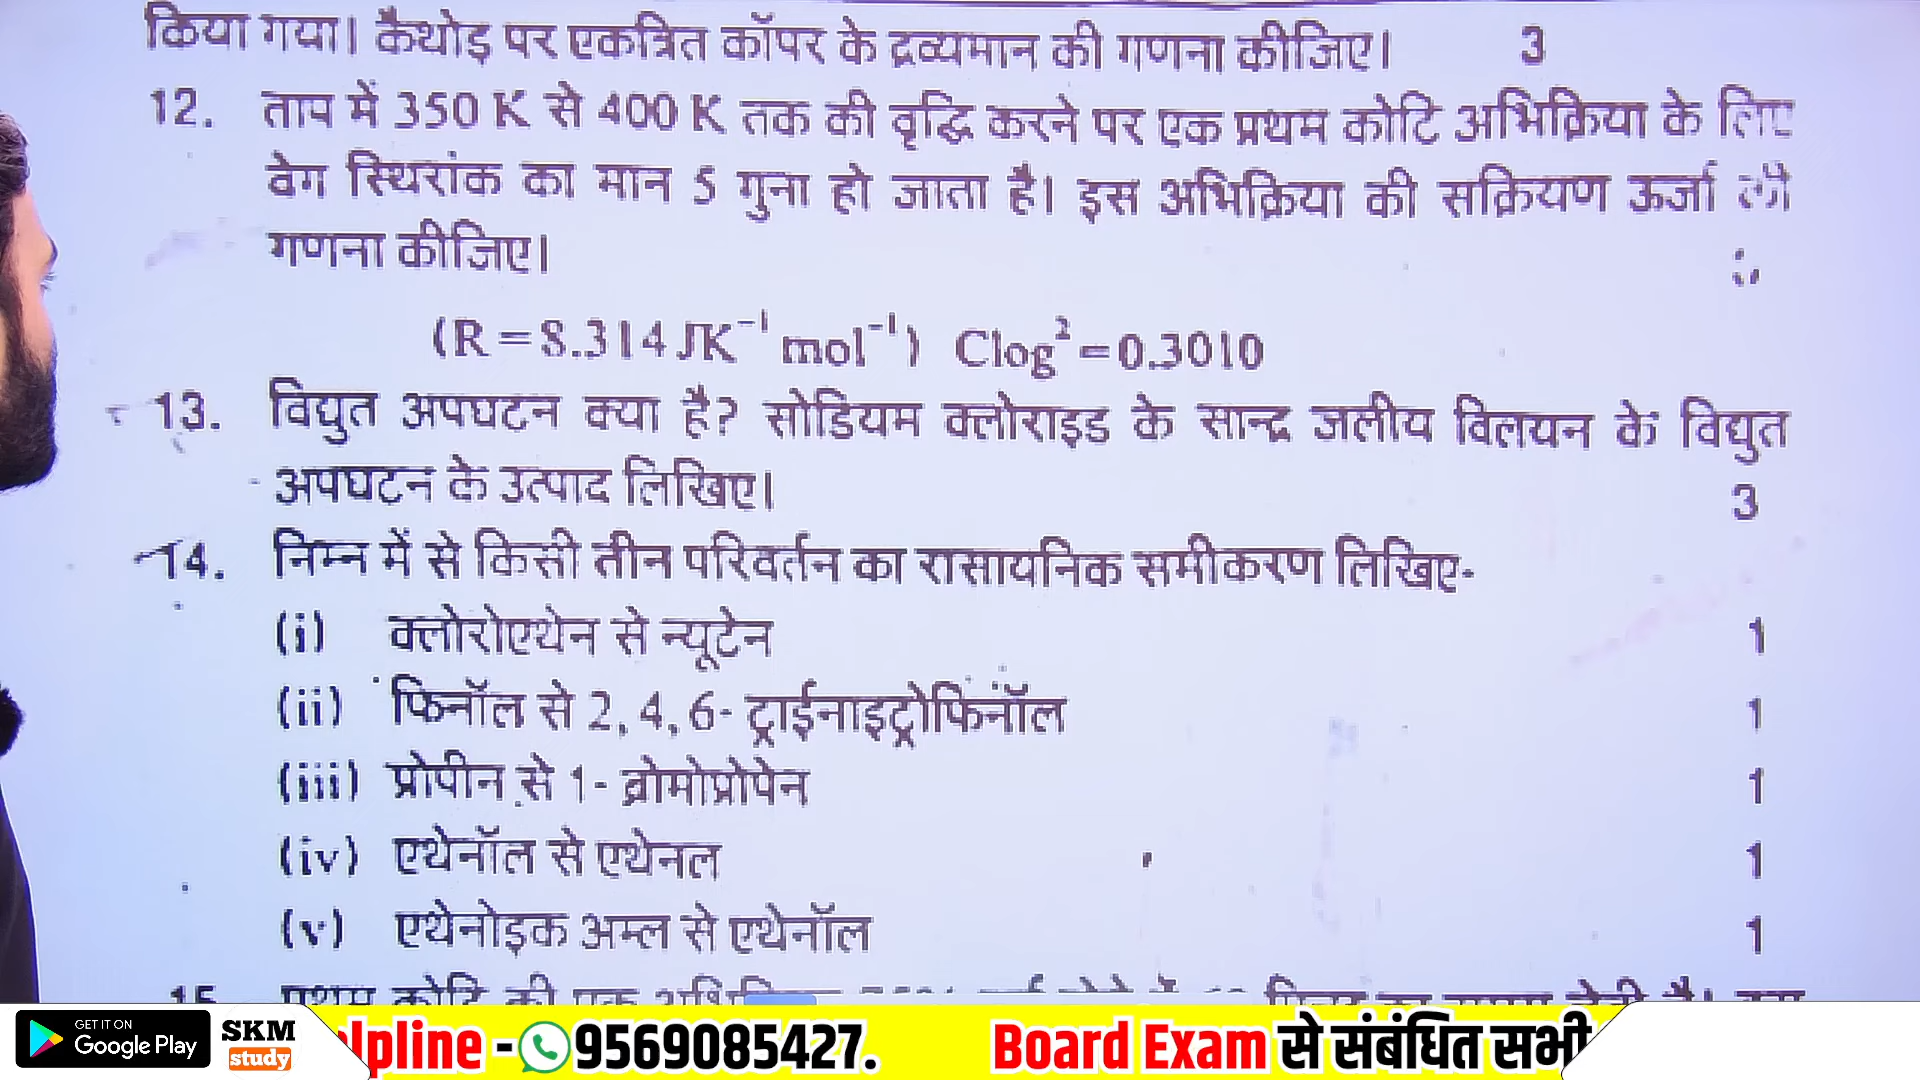 किया गया। कैथोड पर एकत्रित कॉपर के द्रव्यमान की गणना कीजिए। 3
12. ताप में 350 K से 400 K तक की वृद्धि करने पर एक प्रथम कोटि अभिक्रिया के लिए
वेग स्थिरांक का मान 5 गुना हो जाता है। इस अभिक्रिया की सक्रियण ऊर्जा की
गणना कीजिए।
(R = 8.314 JK⁻¹ mol⁻¹) Clog² = 0.3010
13. विद्युत अपघटन क्या है? सोडियम क्लोराइड के सान्द्र जलीय विलयन के विद्युत
अपघटन के उत्पाद लिखिए। 3
14. निम्न में से किसी तीन परिवर्तन का रासायनिक समीकरण लिखिए-
(i) क्लोरोएथेन से न्यूटेन 1
(ii) फिनॉल से 2, 4, 6- ट्राईनाइट्रोफिनॉल 1
(iii) प्रोपीन से 1- ब्रोमोप्रोपेन 1
(iv) एथेनॉल से एथेनल 1
(v) एथेनोइक अम्ल से एथेनॉल 1
15 प्रथम कोटि की एक
GET IT ON
Google Play
SKM
study
lpline - 9569085427. Board Exam से संबंधित सभी